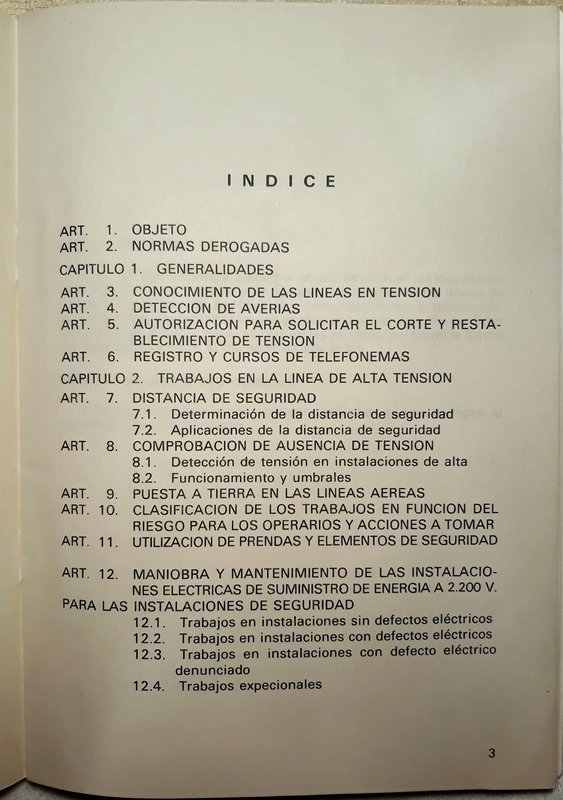 INDICE
ART. 1. OBJETO
ART. 2. NORMAS DEROGADAS
CAPITULO 1. GENERALIDADES
ART. 3. CONOCIMIENTO DE LAS LINEAS EN TENSION
ART. 4. DETECCION DE AVERIAS
ART. 5. AUTORIZACION PARA SOLICITAR EL CORTE Y RESTA-
BLECIMIENTO DE TENSION
ART. 6. REGISTRO Y CURSOS DE TELEFONEMAS
CAPITULO 2. TRABAJOS EN LA LINEA DE ALTA TENSION
ART. 7. DISTANCIA DE SEGURIDAD
7.1. Determinación de la distancia de seguridad
7.2. Aplicaciones de la distancia de seguridad
ART. 8. COMPROBACION DE AUSENCIA DE TENSION
8.1. Detección de tensión en instalaciones de alta
8.2. Funcionamiento y umbrales
ART. 9. PUESTA A TIERRA EN LAS LINEAS AEREAS
ART. 10. CLASIFICACION DE LOS TRABAJOS EN FUNCION DEL
RIESGO PARA LOS OPERARIOS Y ACCIONES A TOMAR
ART. 11. UTILIZACION DE PRENDAS Y ELEMENTOS DE SEGURIDAD
ART. 12. MANIOBRA Y MANTENIMIENTO DE LAS INSTALACIO-
NES ELECTRICAS DE SUMINISTRO DE ENERGIA A 2.200 V.
PARA LAS INSTALACIONES DE SEGURIDAD
12.1. Trabajos en instalaciones sin defectos eléctricos
12.2. Trabajos en instalaciones con defectos eléctricos
12.3. Trabajos en instalaciones con defecto eléctrico
denunciado
12.4. Trabajos expecionales
3